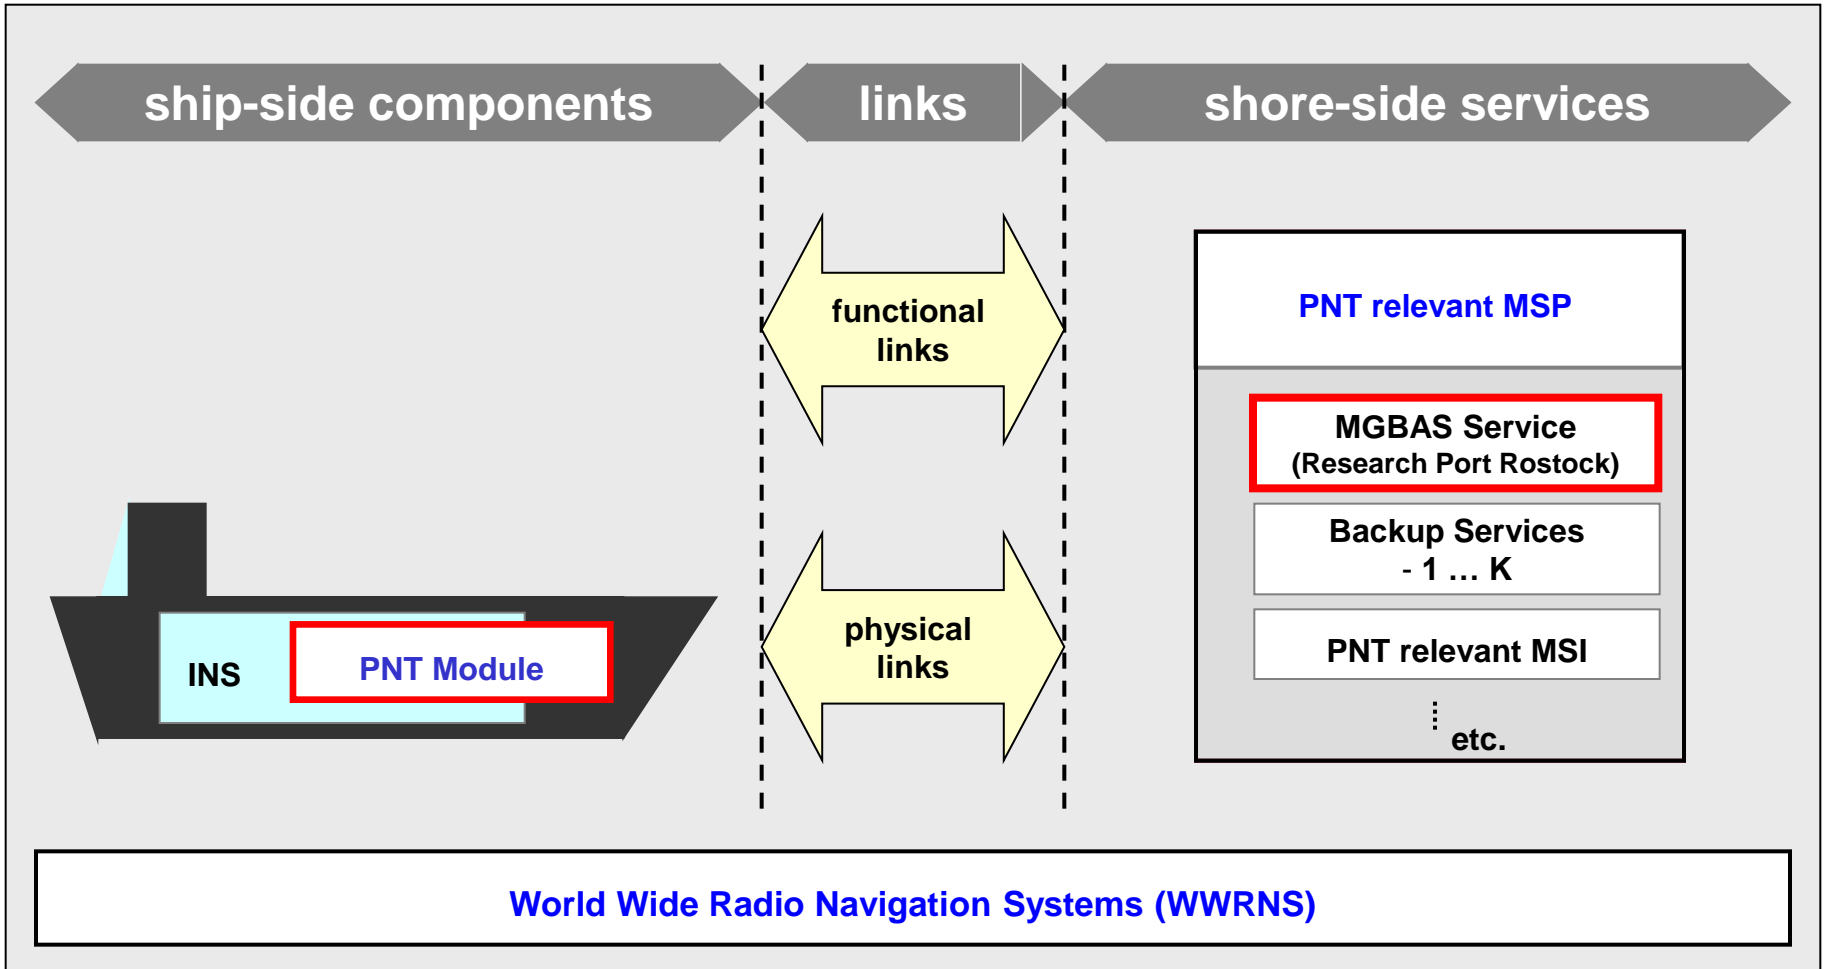 ship-side components
links
shore-side services
functional
links
PNT relevant MSP
MGBAS Service
(Research Port Rostock)
Backup Services
- 1 … K
PNT relevant MSI
etc.
physical
links
INS
PNT Module
World Wide Radio Navigation Systems (WWRNS)